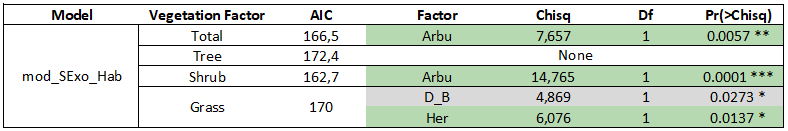 Model Vegetation Factor AIC Factor Chisq Df Pr(>Chisq)
Total 166,5 Arbu 7,657 1 0.0057 **
Tree 172,4 None
mod_SExo_Hab Shrub 162,7 Arbu 14,765 1 0.0001 ***
Grass 170 D_B 4,869 1 0.0273 *
Her 6,076 1 0.0137 *